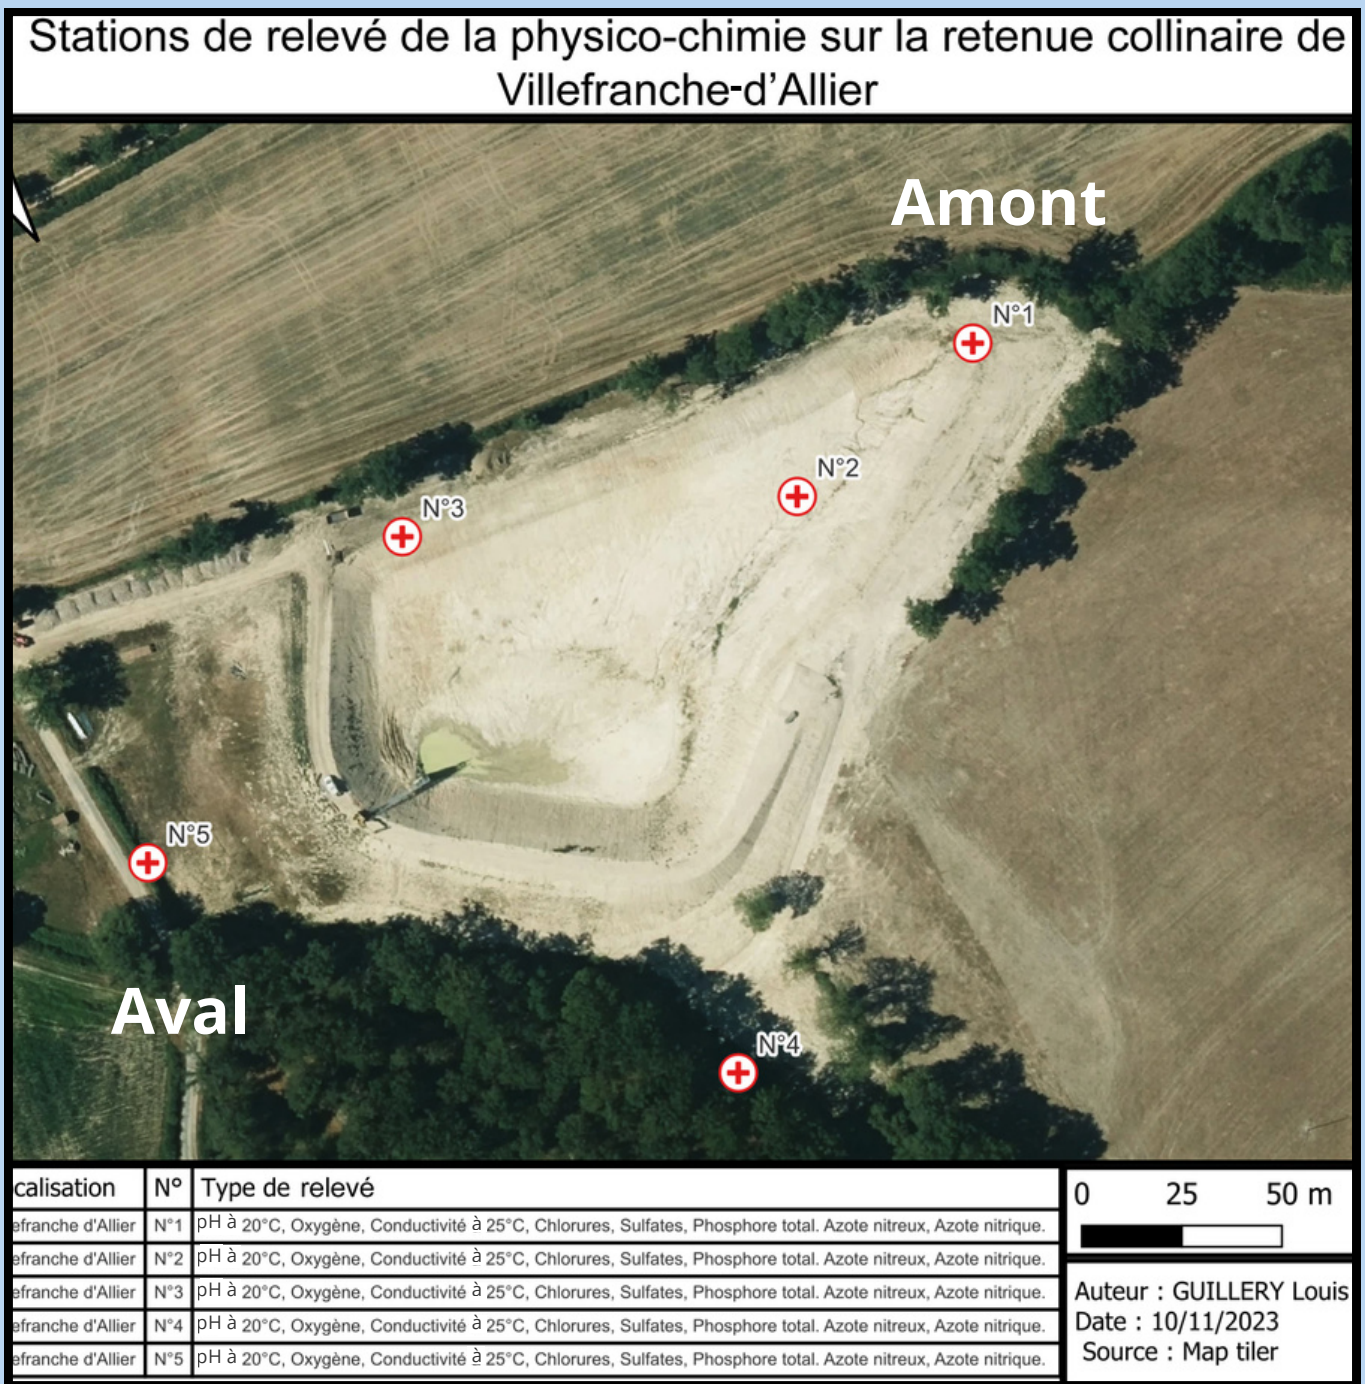 Stations de relevé de la physico-chimie sur la retenue collinaire de
Villefranche-d’Allier
Amont
N°1
N°2
N°3
N°5
Aval
N°4
calisation N° Type de relevé
efranche d'Allier N°1 pH à 20°C, Oxygène, Conductivité à 25°C, Chlorures, Sulfates, Phosphore total. Azote nitreux, Azote nitrique.
efranche d'Allier N°2 pH à 20°C, Oxygène, Conductivité à 25°C, Chlorures, Sulfates, Phosphore total. Azote nitreux, Azote nitrique.
efranche d'Allier N°3 pH à 20°C, Oxygène, Conductivité à 25°C, Chlorures, Sulfates, Phosphore total. Azote nitreux, Azote nitrique.
efranche d'Allier N°4 pH à 20°C, Oxygène, Conductivité à 25°C, Chlorures, Sulfates, Phosphore total. Azote nitreux, Azote nitrique.
efranche d'Allier N°5 pH à 20°C, Oxygène, Conductivité à 25°C, Chlorures, Sulfates, Phosphore total. Azote nitreux, Azote nitrique.
0 25 50 m
Auteur : GUILLERY Louis
Date : 10/11/2023
Source : Map tiler